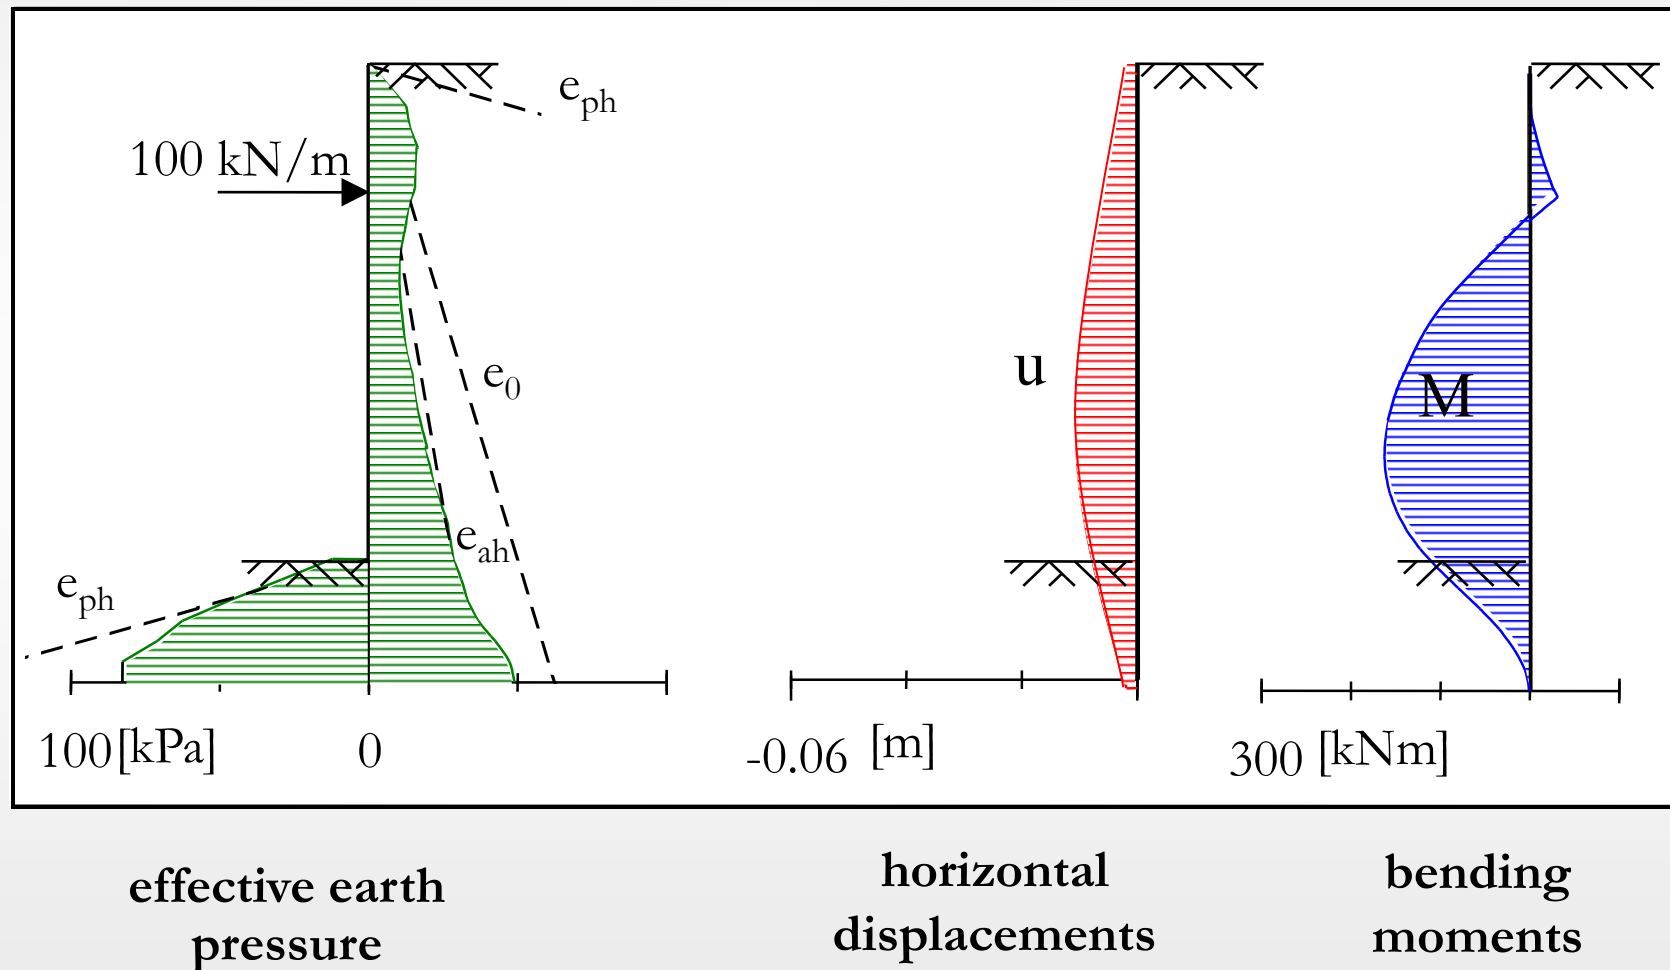 e_ph
100 kN/m
e_0
e_ah
e_ph
100 [kPa] 0
u
-0.06 [m]
M
300 [kNm]
effective earth
pressure
horizontal
displacements
bending
moments